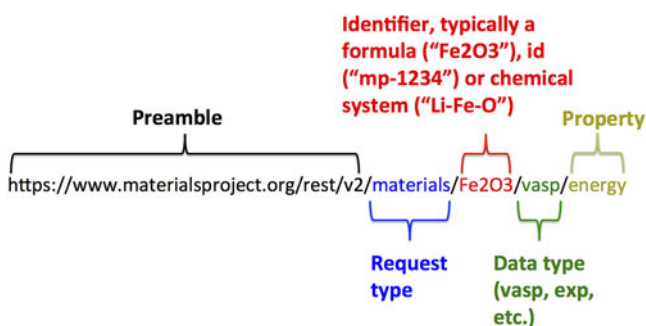 Identifier, typically a
formula (“Fe2O3”), id
(“mp-1234”) or chemical
system (“Li-Fe-O”)
Preamble
Property
https://www.materialsproject.org/rest/v2/materials/Fe2O3/vasp/energy
Request
type
Data type
(vasp, exp,
etc.)